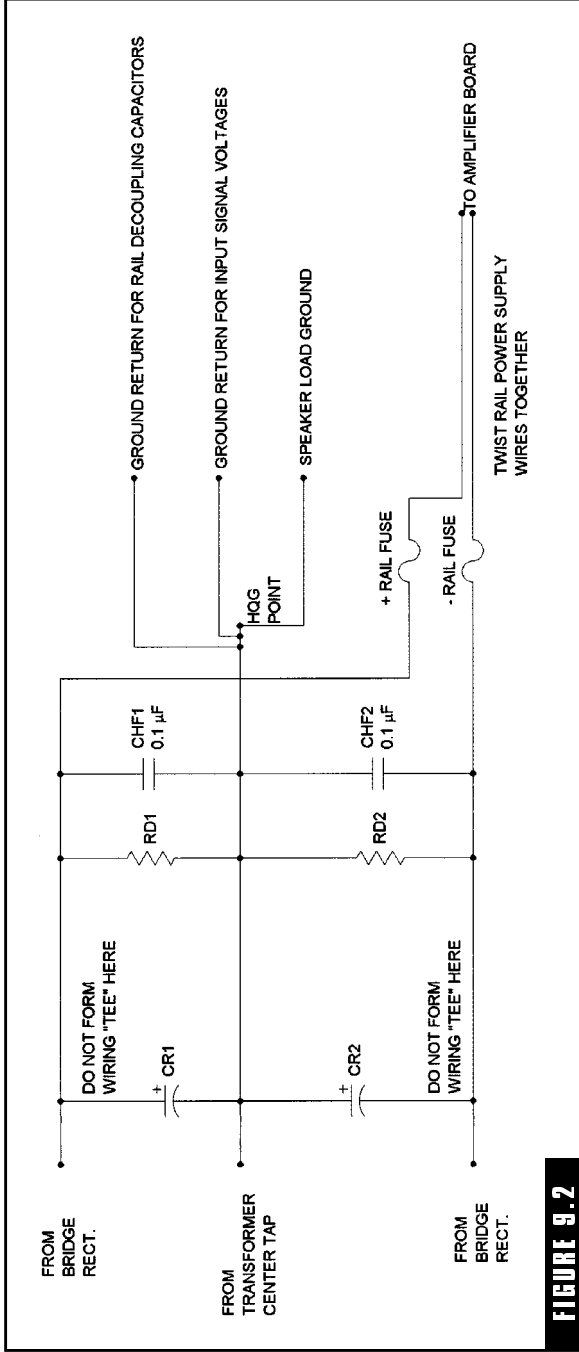 FROM
BRIDGE
RECT.
FROM
TRANSFORMER
CENTER TAP
FROM
BRIDGE
RECT.
DO NOT FORM
WIRING "TEE" HERE
+
CR1
+
CR2
DO NOT FORM
WIRING "TEE" HERE
RD1
RD2
CHF1
0.1 µF
CHF2
0.1 µF
HQG
POINT
GROUND RETURN FOR RAIL DECOUPLING CAPACITORS
GROUND RETURN FOR INPUT SIGNAL VOLTAGES
SPEAKER LOAD GROUND
+ RAIL FUSE
- RAIL FUSE
TO AMPLIFIER BOARD
TWIST RAIL POWER SUPPLY
WIRES TOGETHER
FIGURE 9.2